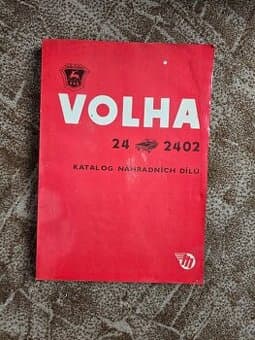 VOLHA
24 2402
KATALOG NÁHRADNÍCH DÍLŮ